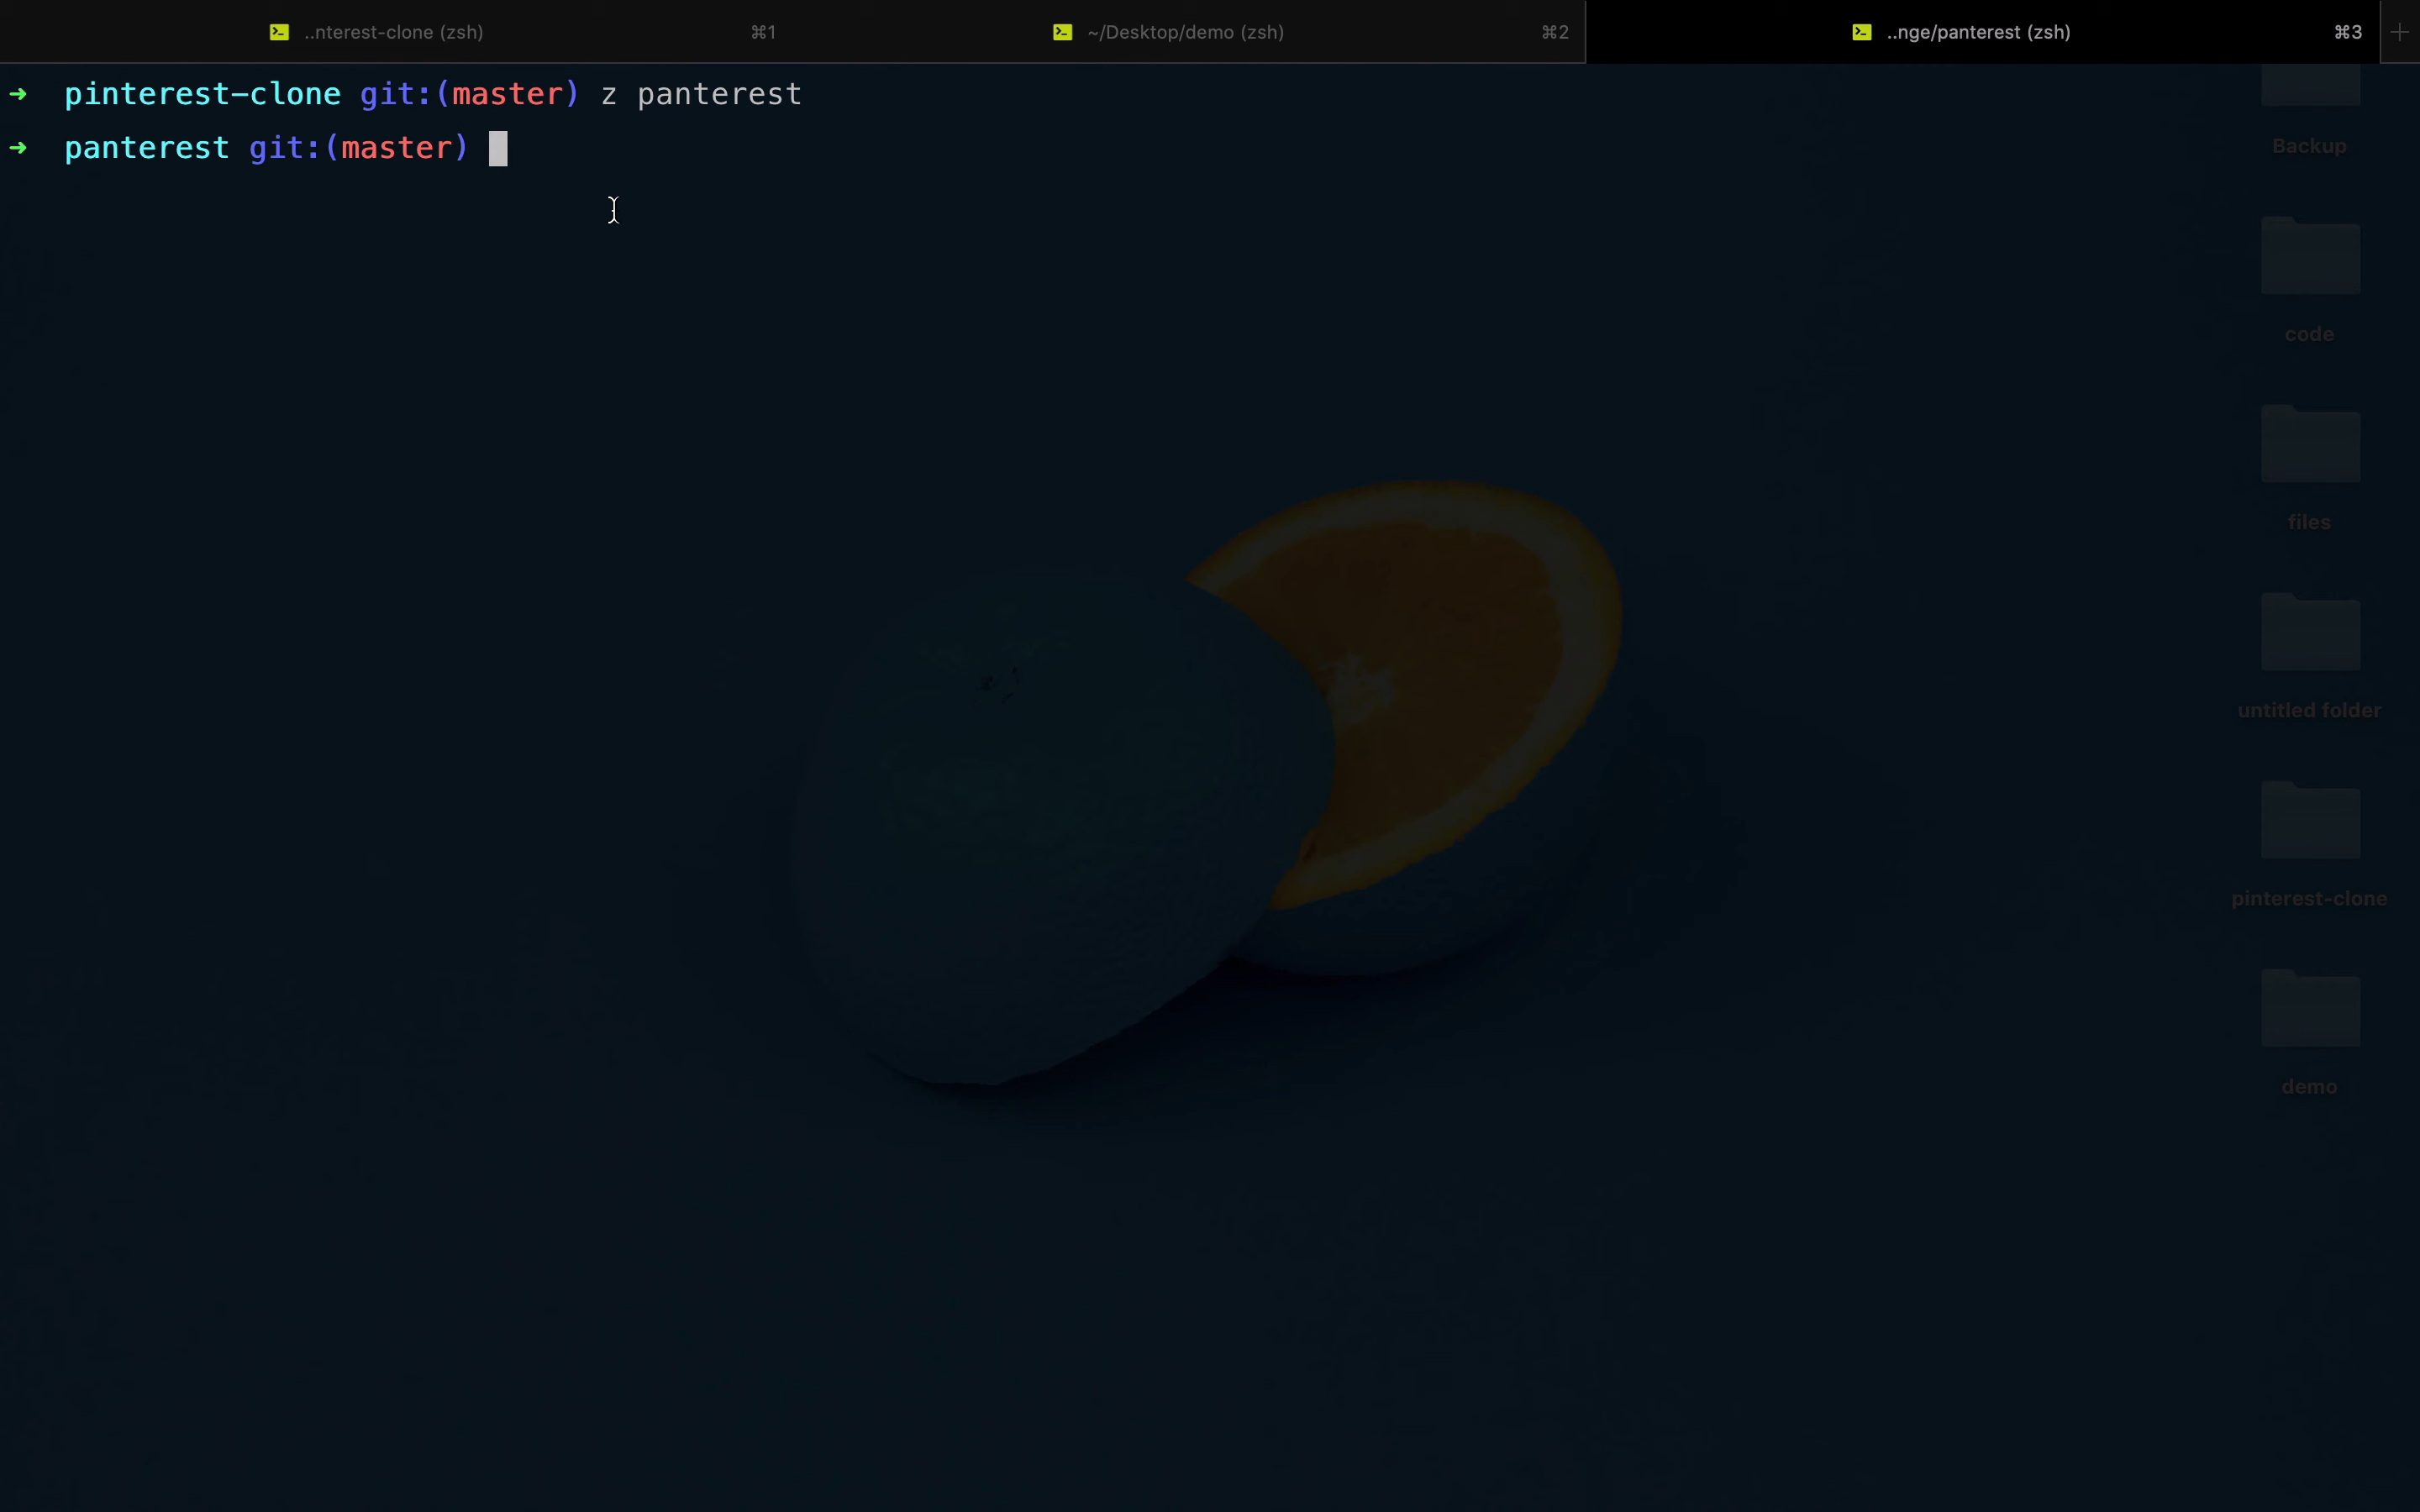 ..nterest-clone (zsh) ⌘1 ~/Desktop/demo (zsh) ⌘2 ..nge/panterest (zsh) ⌘3
➜ pinterest-clone git:(master) z panterest
➜ panterest git:(master)
Backup
code
files
untitled folder
pinterest-clone
demo